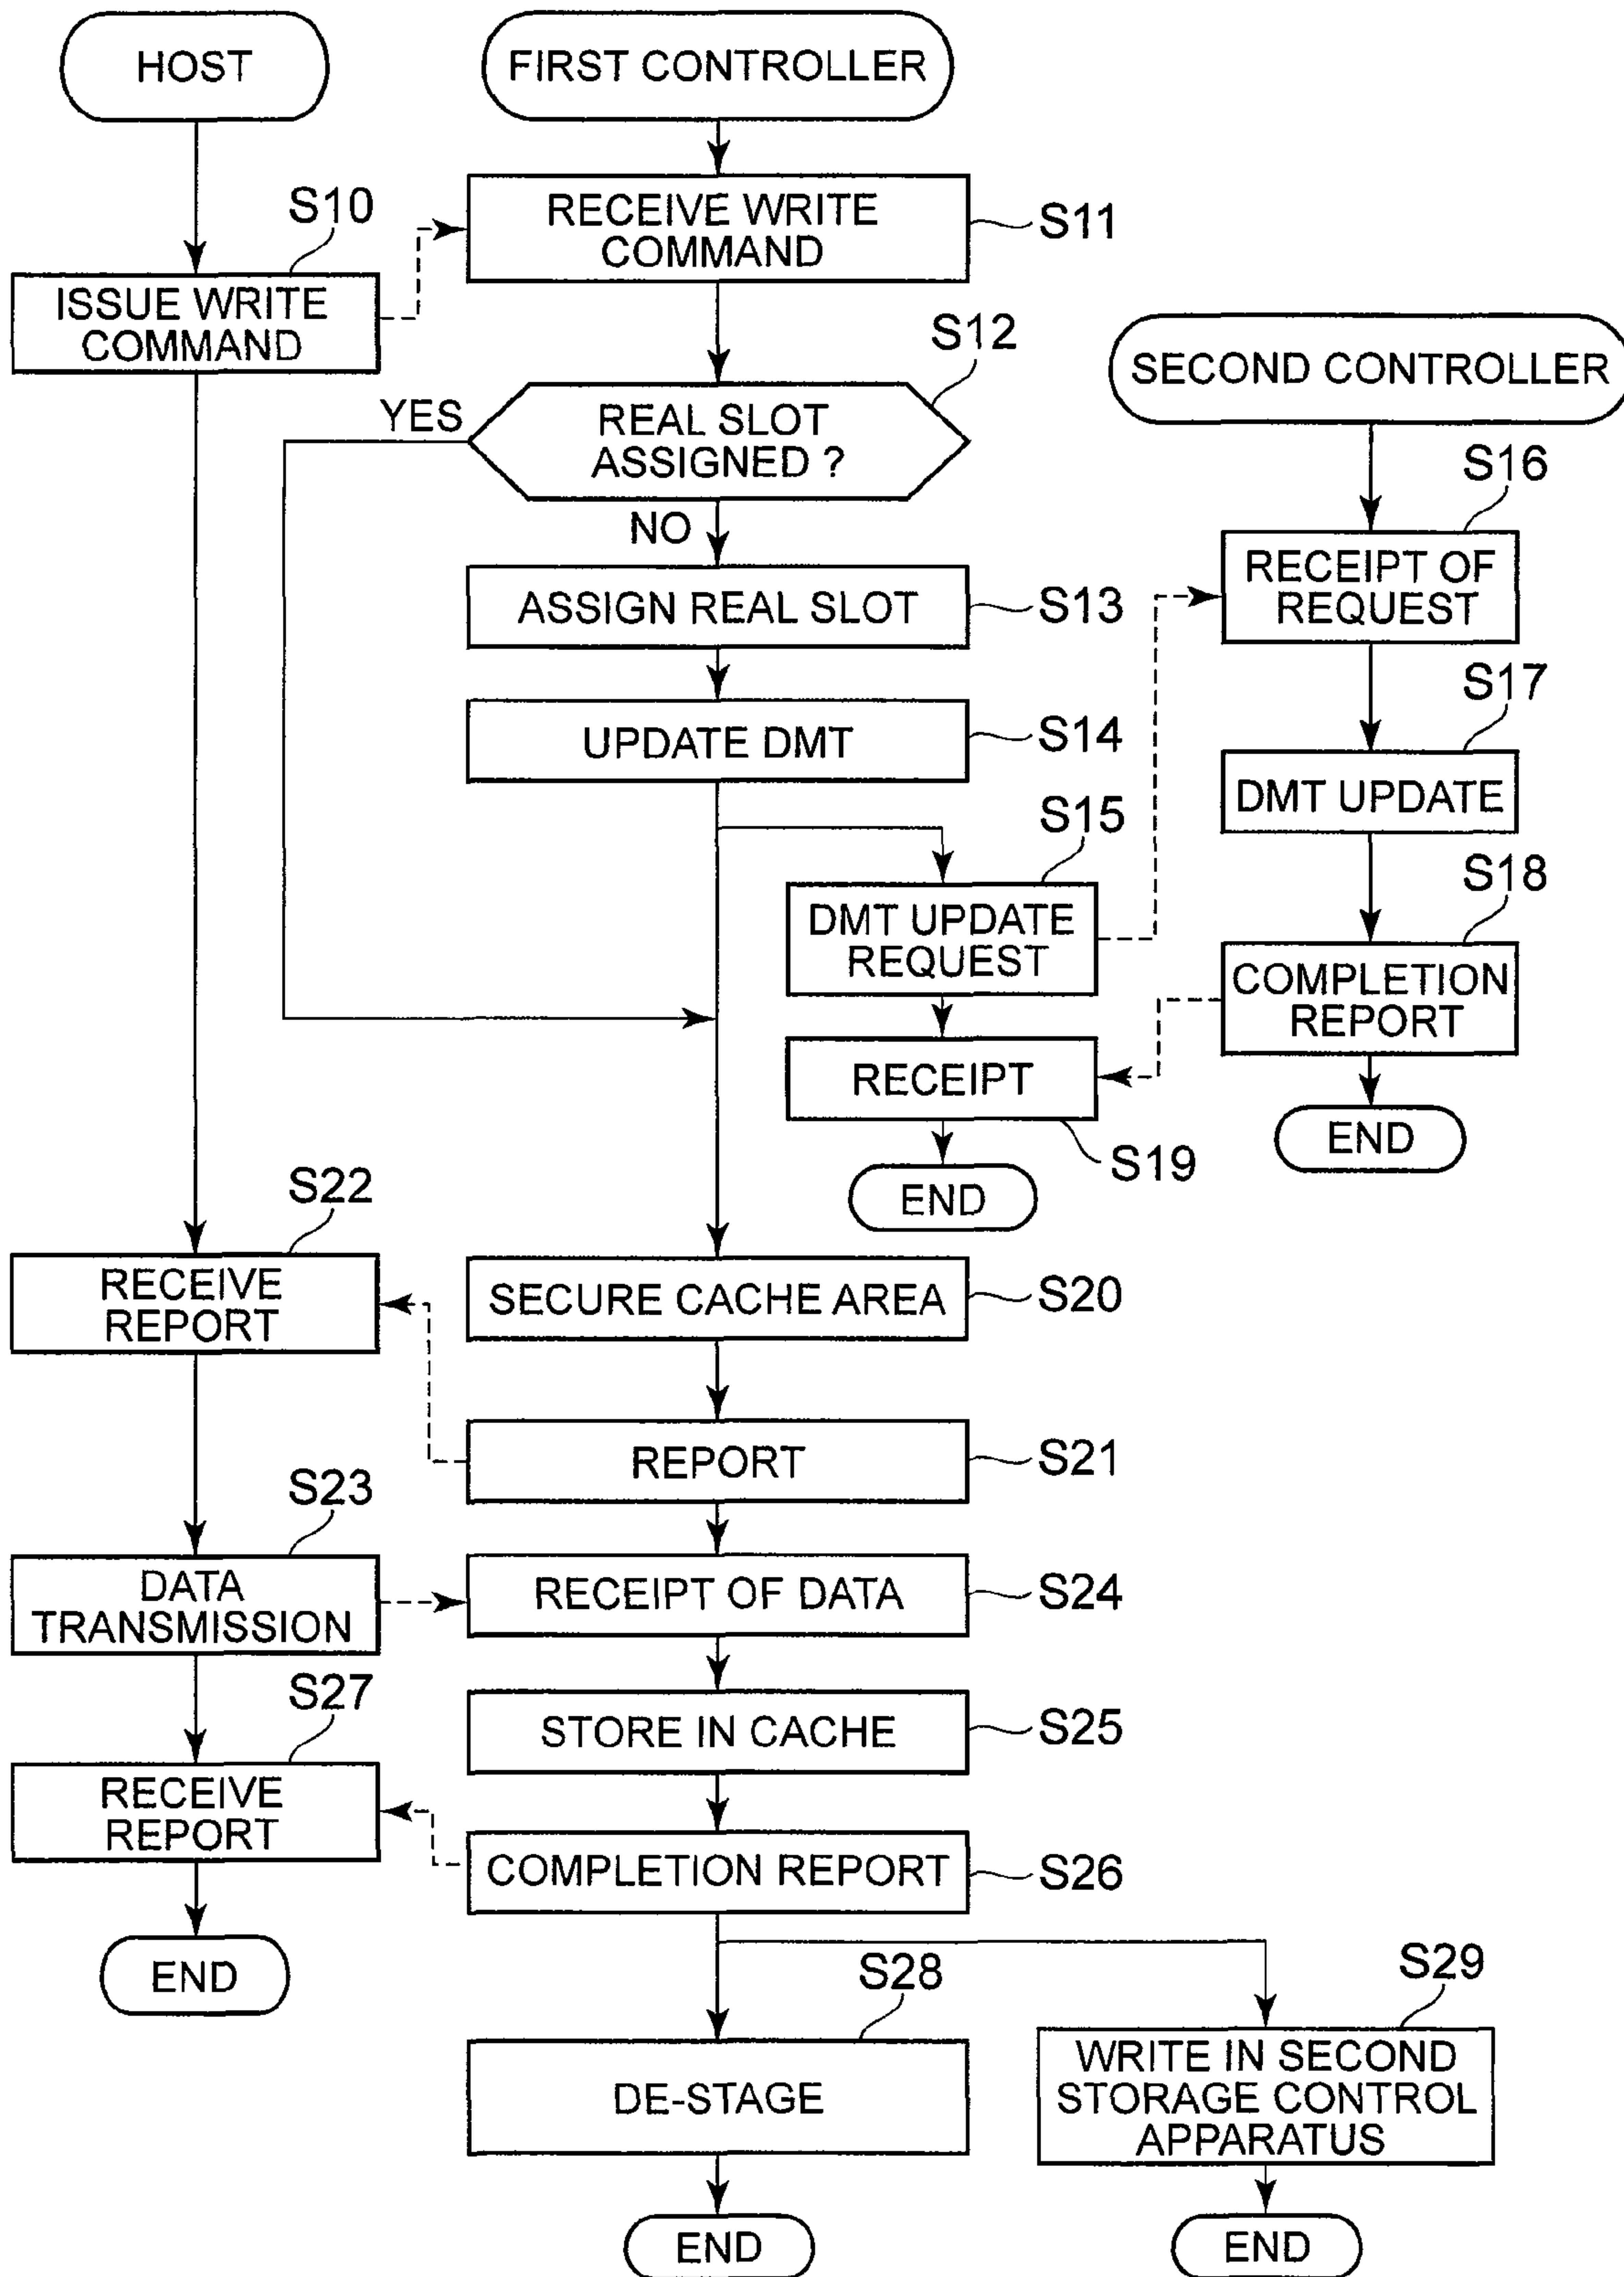 HOST
FIRST CONTROLLER
S10
RECEIVE WRITE
COMMAND
S11
ISSUE WRITE
COMMAND
S12
SECOND CONTROLLER
YES
REAL SLOT
ASSIGNED ?
NO
S16
RECEIPT OF
REQUEST
ASSIGN REAL SLOT
S13
S17
UPDATE DMT
S14
DMT UPDATE
S15
DMT UPDATE
REQUEST
S18
COMPLETION
REPORT
RECEIPT
END
S19
END
S22
RECEIVE
REPORT
SECURE CACHE AREA
S20
REPORT
S21
S23
DATA
TRANSMISSION
RECEIPT OF DATA
S24
S27
STORE IN CACHE
S25
RECEIVE
REPORT
COMPLETION REPORT
S26
END
S28
S29
DE-STAGE
WRITE IN SECOND
STORAGE CONTROL
APPARATUS
END
END